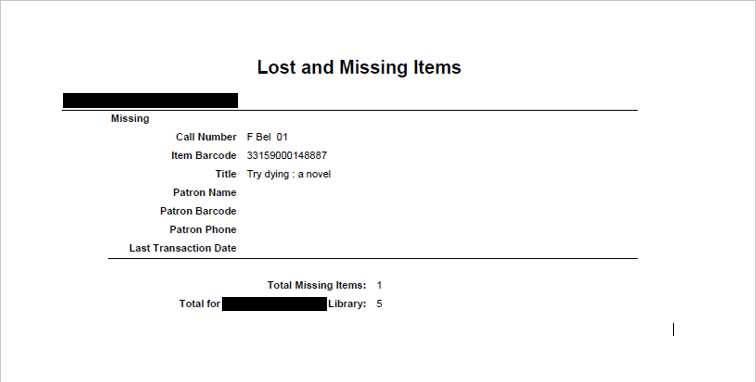 Lost and Missing Items
Missing
Call Number F Bel 01
Item Barcode 33159000148887
Title Try dying : a novel
Patron Name
Patron Barcode
Patron Phone
Last Transaction Date
Total Missing Items: 1
Total for Library: 5